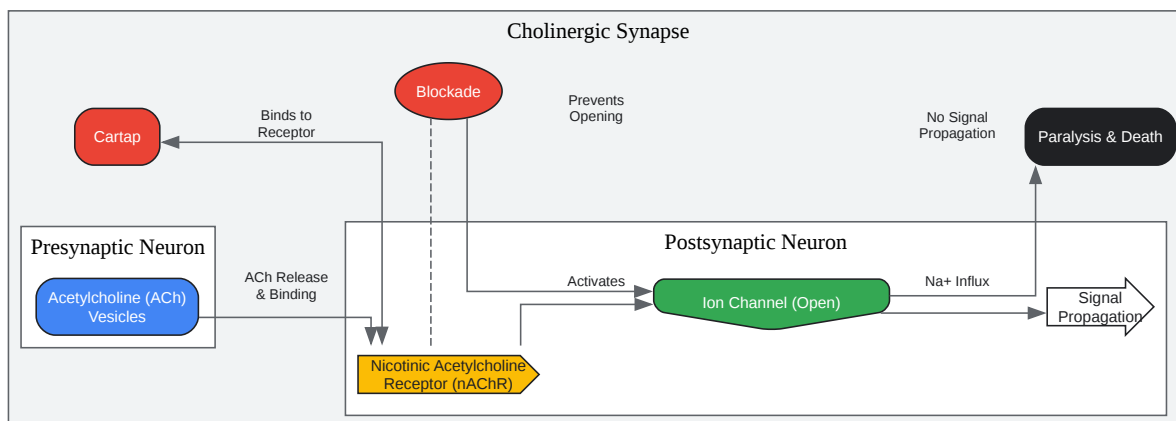 Cholinergic Synapse
Blockade
Prevents
Opening
Binds to
Receptor
Cartap
No Signal
Propagation
Paralysis & Death
Presynaptic Neuron
Acetylcholine (ACh)
Vesicles
ACh Release
& Binding
Postsynaptic Neuron
Activates
Ion Channel (Open)
Na+ Influx
Signal
Propagation
Nicotinic Acetylcholine
Receptor (nAChR)